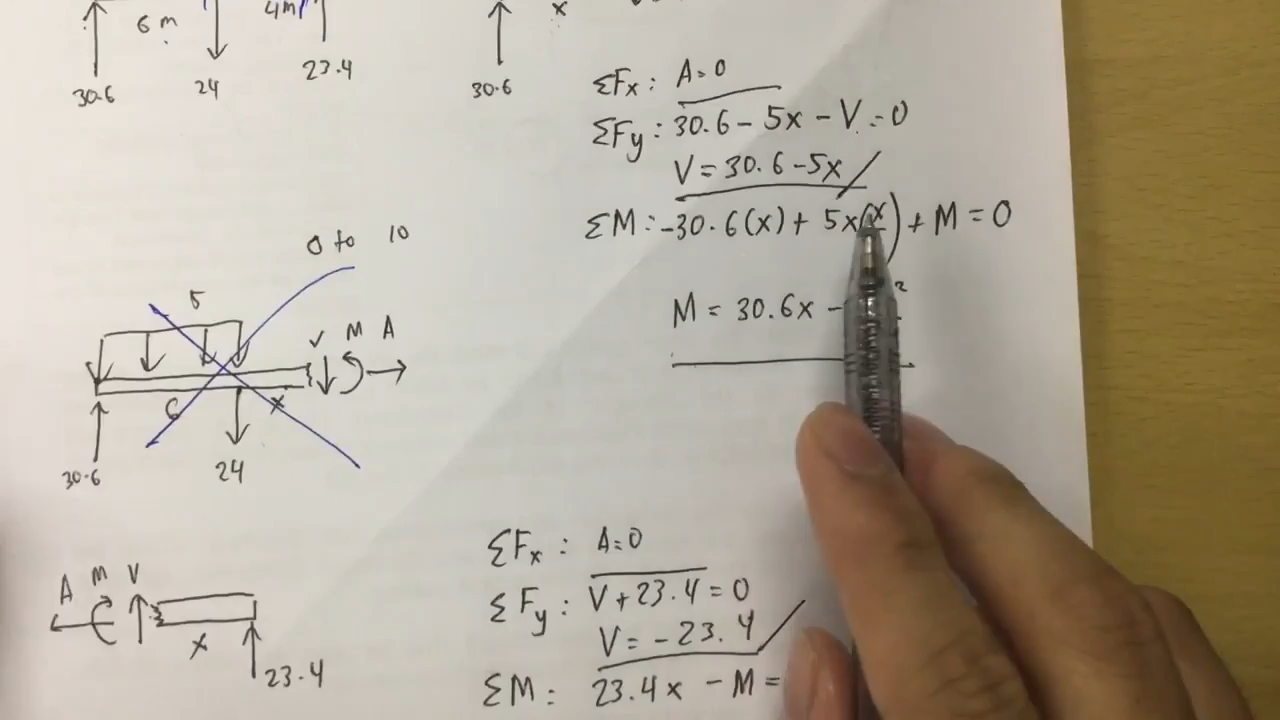 6 m
4m
30.6
24
23.4
x
30.6
ΣFx : A=0
ΣFy : 30.6 - 5x - V = 0
V = 30.6 - 5x
ΣM : -30.6(x) + 5x(x) + M = 0
M = 30.6x - 2
0 to 10
5
V M A
6 x
30.6
24
A M V
x
23.4
ΣFx : A=0
ΣFy : V + 23.4 = 0
V = -23.4
ΣM : 23.4x - M =